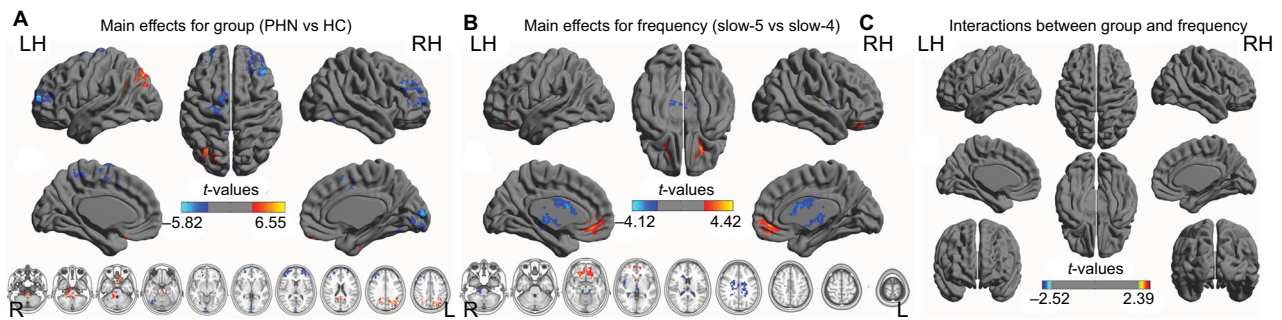 A
Main effects for group (PHN vs HC)
LH
RH
t-values
–5.82
6.55
R
L
B
Main effects for frequency (slow-5 vs slow-4)
LH
RH
t-values
–4.12
4.42
R
L
C
Interactions between group and frequency
LH
RH
t-values
–2.52
2.39